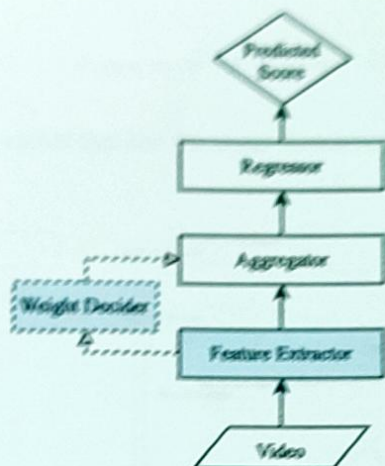 Predicted
Score
Regressor
Aggregator
Weight Decider
Feature Extractor
Video